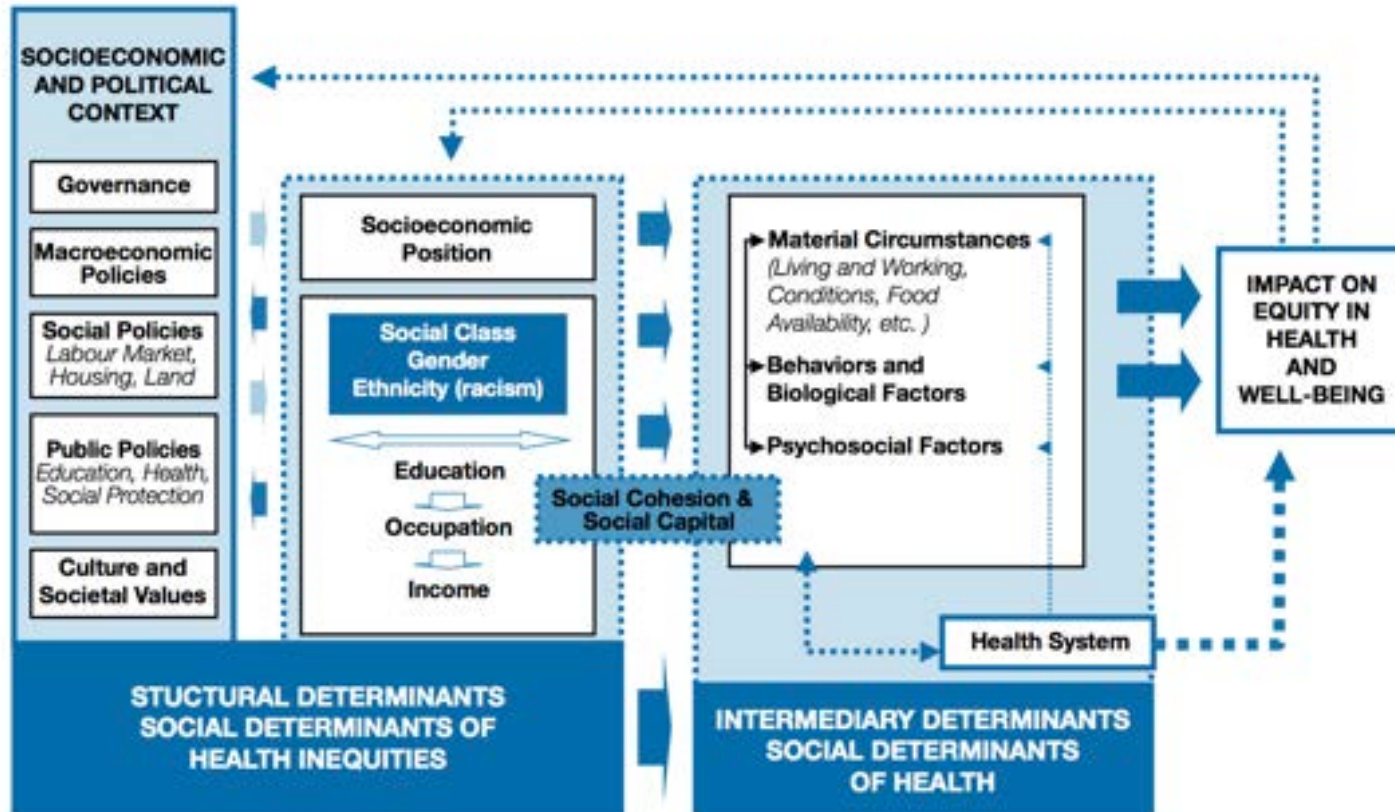 SOCIOECONOMIC
AND POLITICAL
CONTEXT
Governance
Macroeconomic
Policies
Social Policies
Labour Market,
Housing, Land
Public Policies
Education, Health,
Social Protection
Culture and
Societal Values
Socioeconomic
Position
Social Class
Gender
Ethnicity (racism)
Education
Occupation
Income
Social Cohesion &
Social Capital
Material Circumstances
(Living and Working,
Conditions, Food
Availability, etc. )
Behaviors and
Biological Factors
Psychosocial Factors
Health System
IMPACT ON
EQUITY IN
HEALTH
AND
WELL-BEING
STUCTURAL DETERMINANTS
SOCIAL DETERMINANTS OF
HEALTH INEQUITIES
INTERMEDIARY DETERMINANTS
SOCIAL DETERMINANTS
OF HEALTH